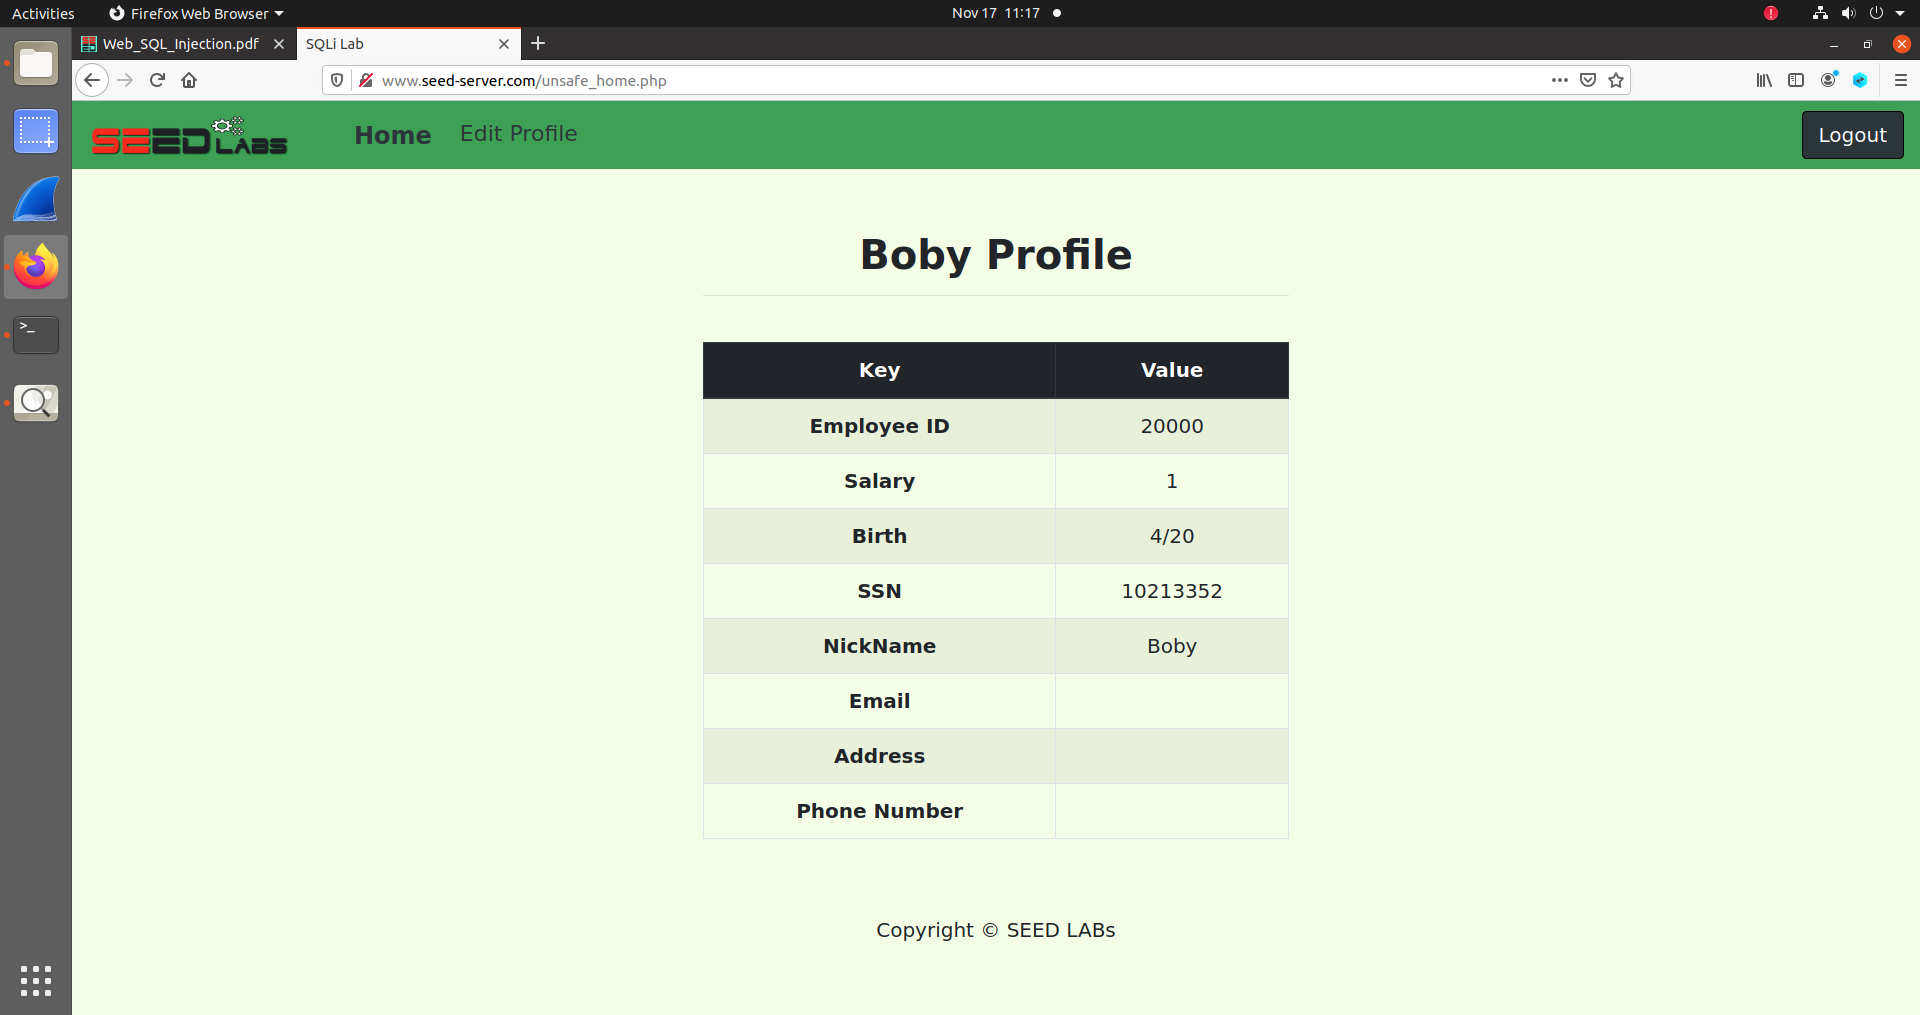 Activities Firefox Web Browser Nov 17 11:17
Web_SQL_Injection.pdf SQLi Lab
www.seed-server.com/unsafe_home.php
SEED LABS Home Edit Profile Logout
Boby Profile
Key Value
Employee ID 20000
Salary 1
Birth 4/20
SSN 10213352
NickName Boby
Email
Address
Phone Number
Copyright © SEED LABs